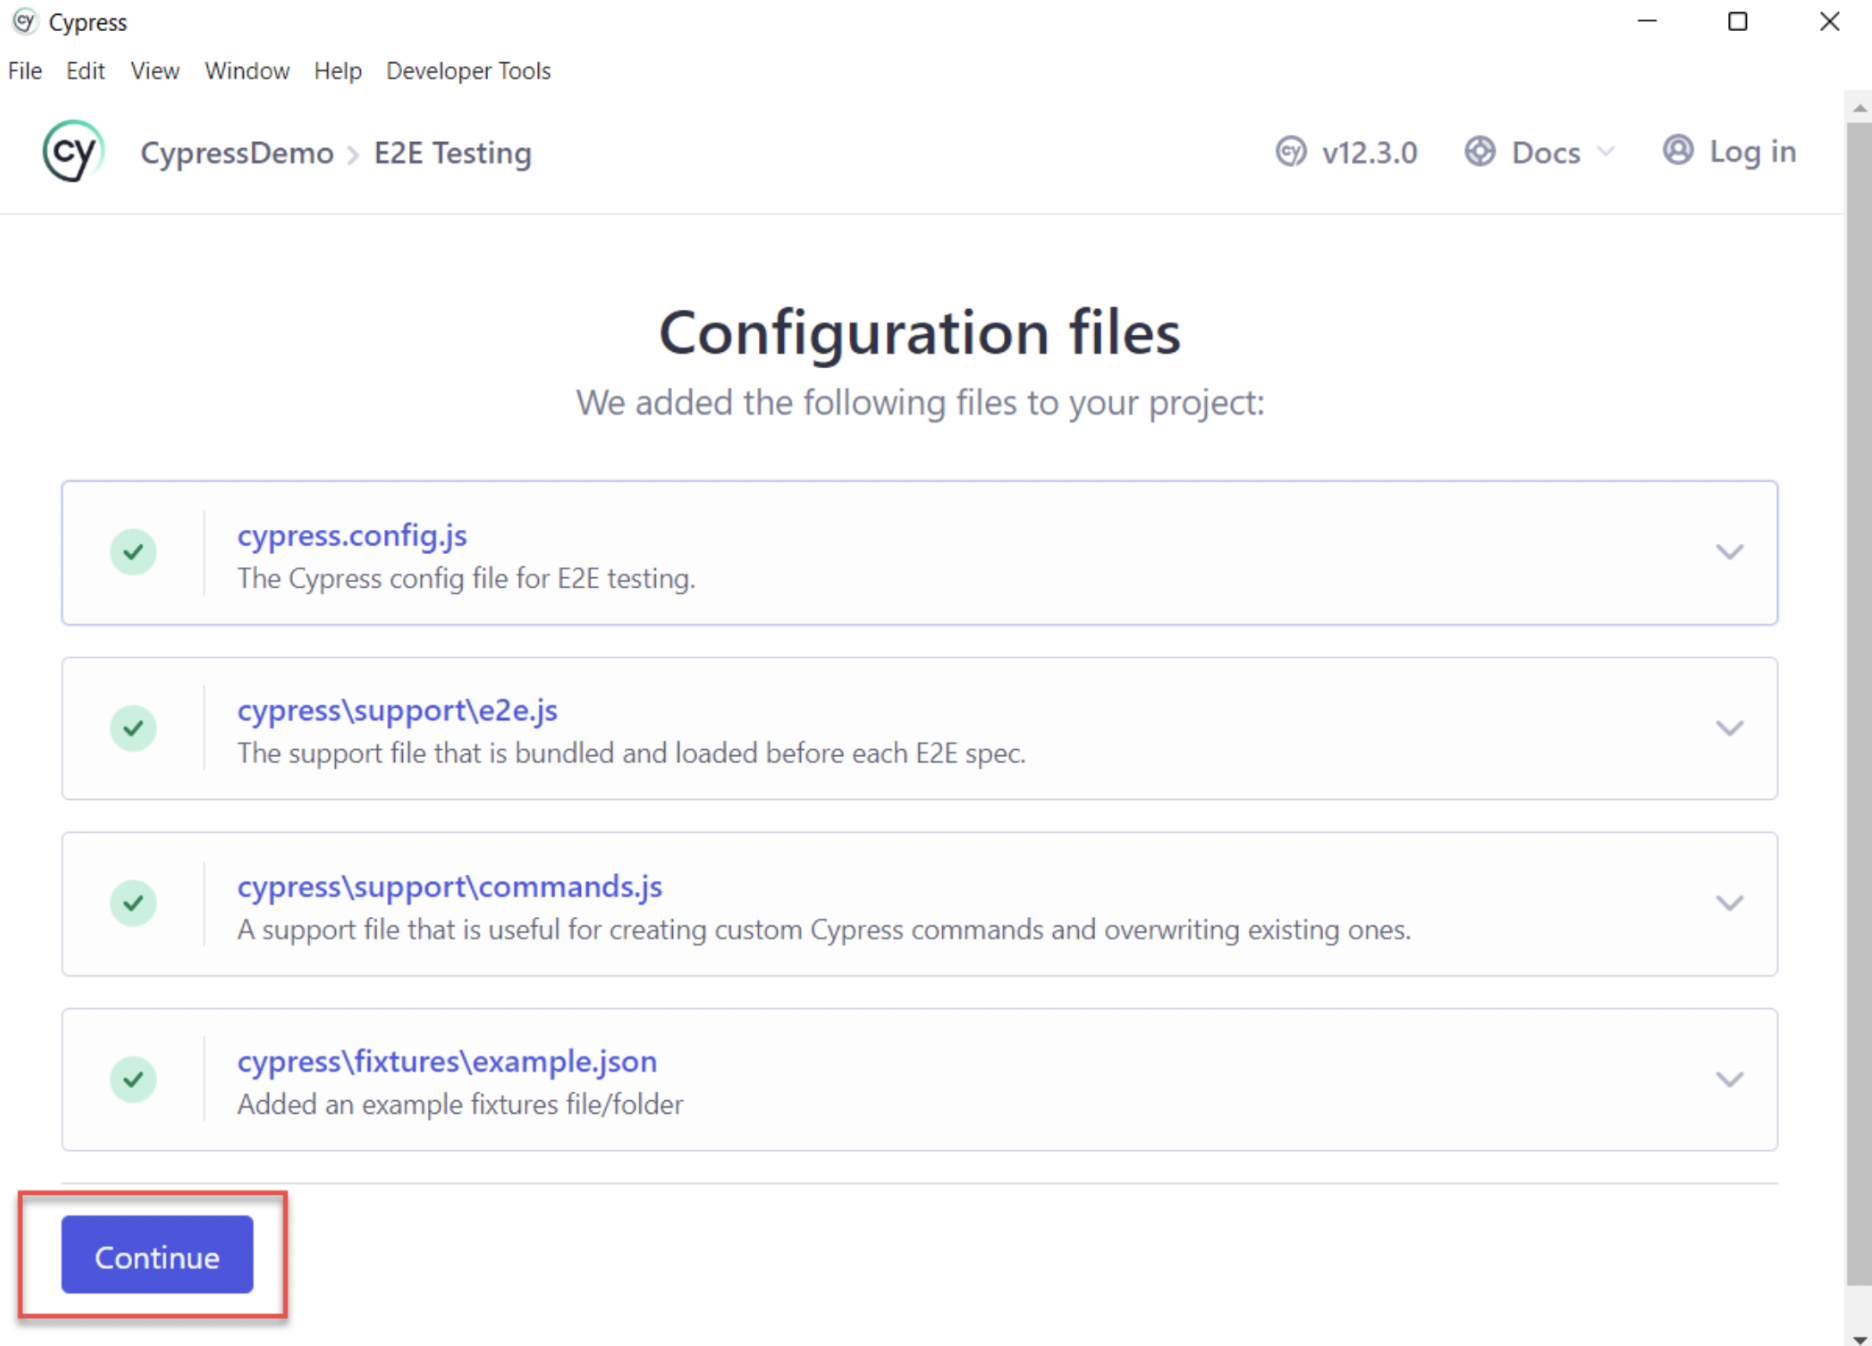 cy Cypress
File Edit View Window Help Developer Tools
cy CypressDemo > E2E Testing cy v12.3.0 Docs Log in
Configuration files
We added the following files to your project:
cypress.config.js
The Cypress config file for E2E testing.
cypress\support\e2e.js
The support file that is bundled and loaded before each E2E spec.
cypress\support\commands.js
A support file that is useful for creating custom Cypress commands and overwriting existing ones.
cypress\fixtures\example.json
Added an example fixtures file/folder
Continue